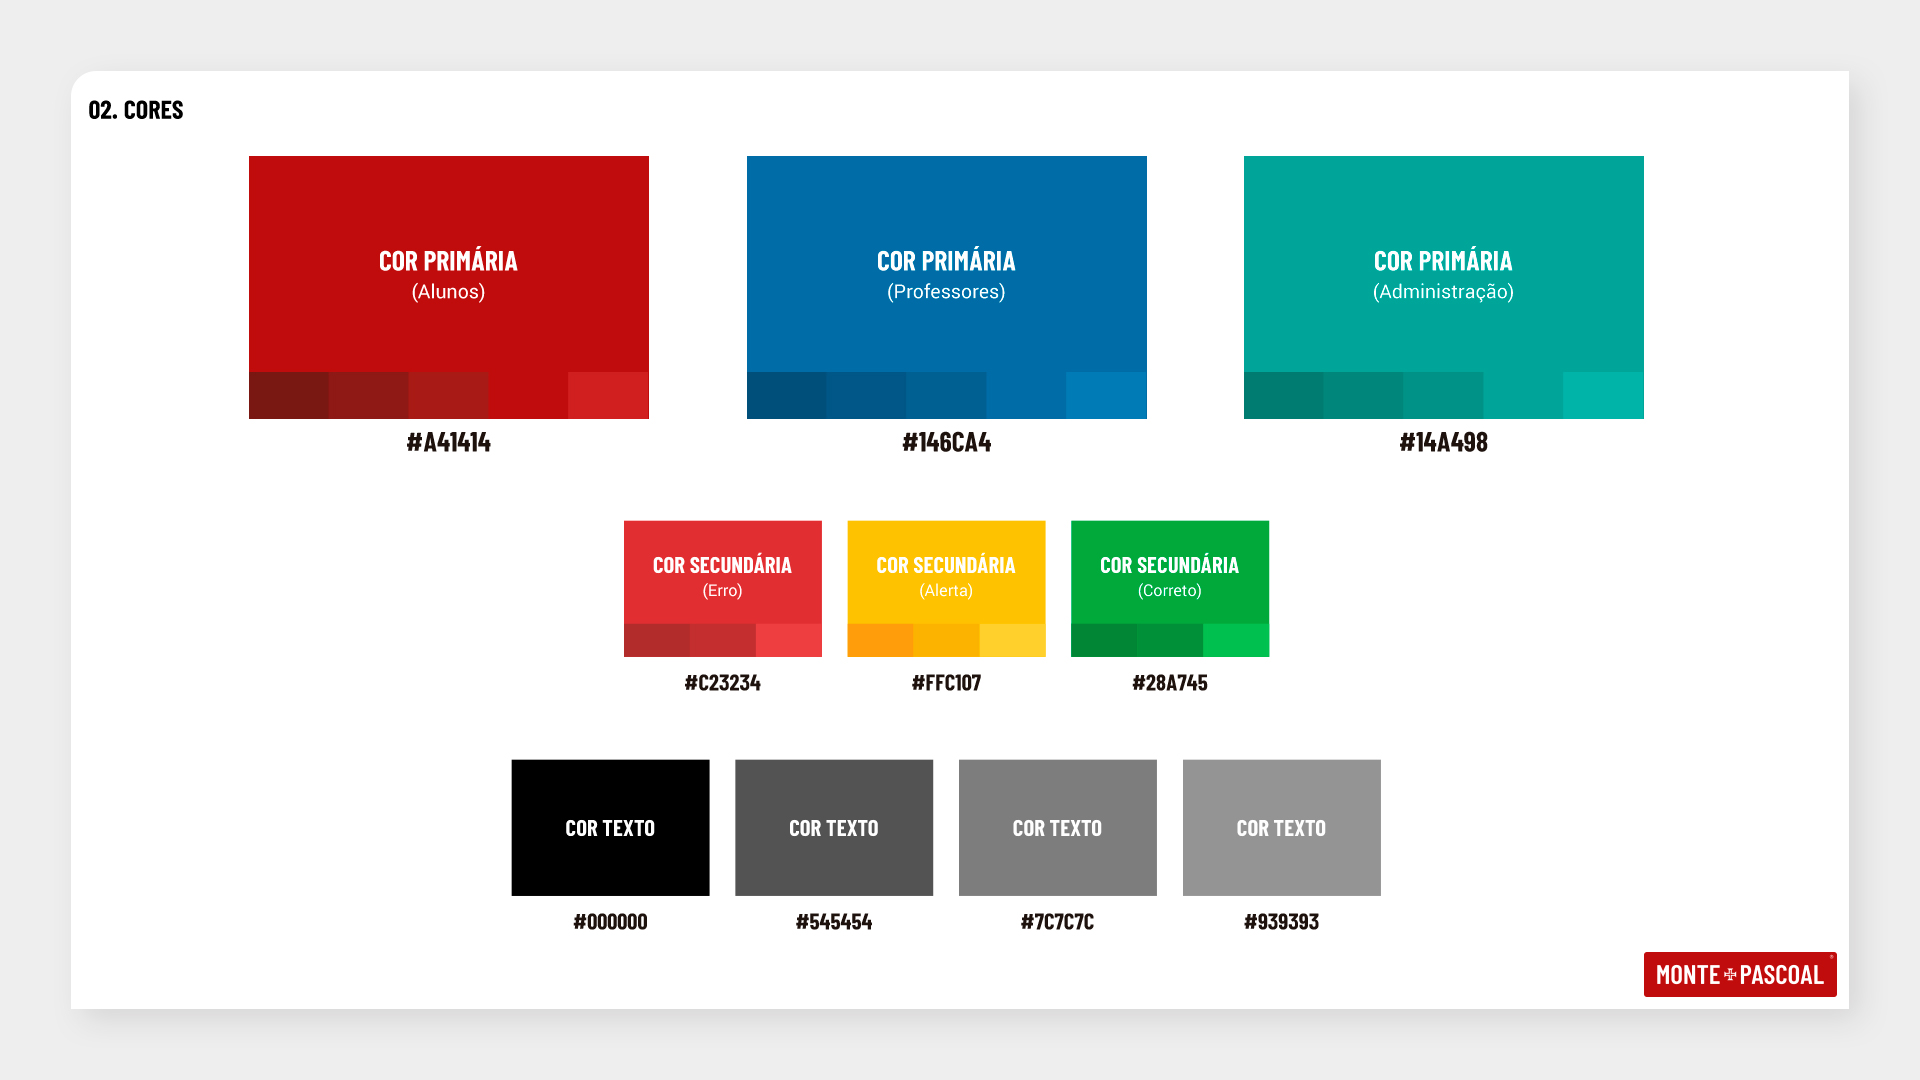 02. CORES
COR PRIMÁRIA
(Alunos)
#A41414
COR PRIMÁRIA
(Professores)
#146CA4
COR PRIMÁRIA
(Administração)
#14A498
COR SECUNDÁRIA
(Erro)
#C23234
COR SECUNDÁRIA
(Alerta)
#FFC107
COR SECUNDÁRIA
(Correto)
#28A745
COR TEXTO
#000000
COR TEXTO
#545454
COR TEXTO
#7C7C7C
COR TEXTO
#939393
MONTE PASCOAL